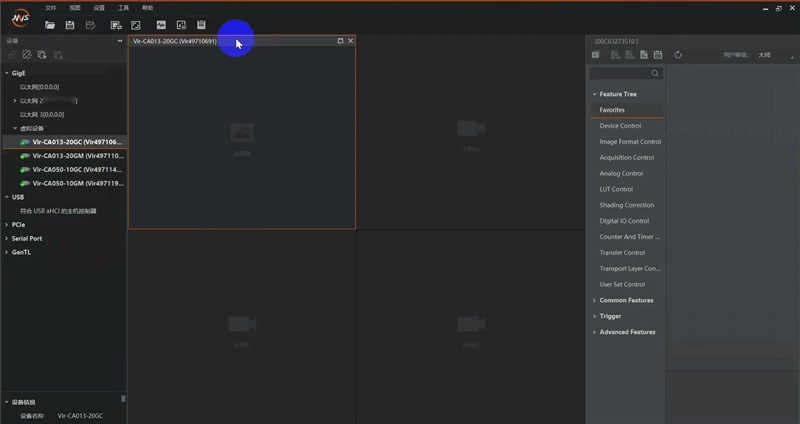 MVS
文件 视图 设置 工具 帮助
设备
GigE
以太网[0.0.0.0]
以太网 2
以太网 3[0.0.0.0]
虚拟设备
Vir-CA013-20GC (Vir497106...
Vir-CA013-20GM (Vir497110...
Vir-CA050-10GC (Vir497114...
Vir-CA050-10GM (Vir497119...
USB
符合 USB xHCI 的主机控制器
PCIe
Serial Port
GenTL
设备信息
设备名称 Vir-CA013-20GC
Vir-CA013-20GC (Vir49710691)
(00C63273510 )
用户等级: 大师
Feature Tree
Favorites
Device Control
Image Format Control
Acquisition Control
Analog Control
LUT Control
Shading Correction
Digital IO Control
Counter And Timer ...
Transfer Control
Transport Layer Con...
User Set Control
Common Features
Trigger
Advanced Features